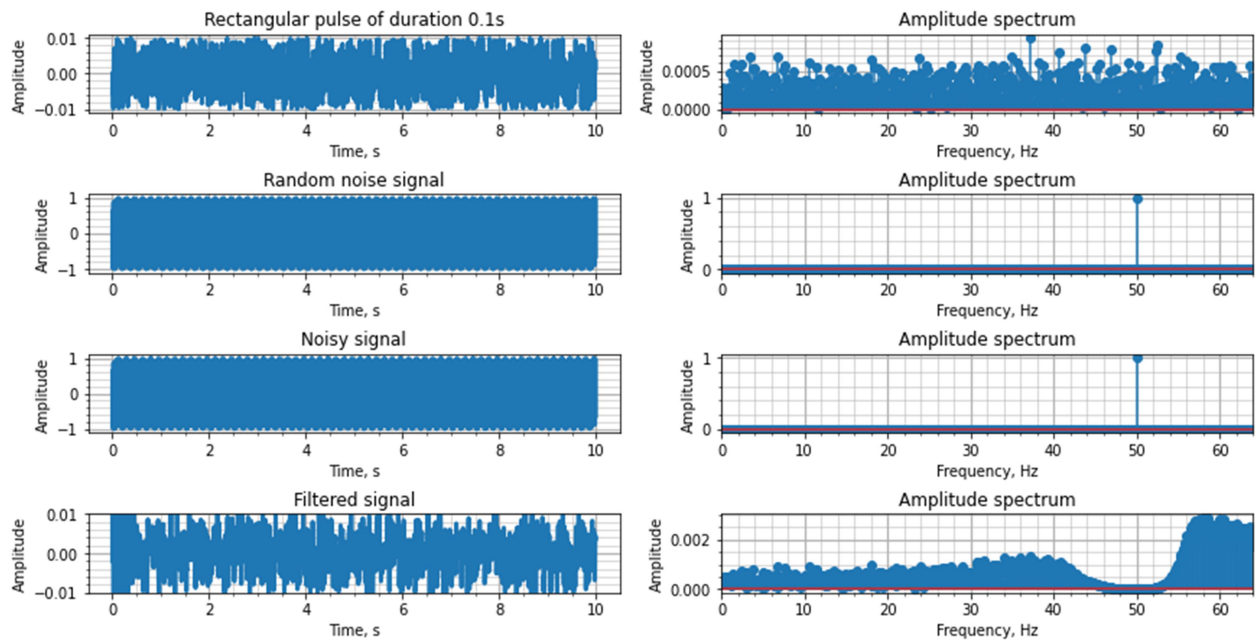 Rectangular pulse of duration 0.1s
Amplitude
0.01
0.00
−0.01
0 2 4 6 8 10
Time, s
Amplitude spectrum
Amplitude
0.0005
0.0000
0 10 20 30 40 50 60
Frequency, Hz
Random noise signal
Amplitude
1
0
−1
0 2 4 6 8 10
Time, s
Amplitude spectrum
Amplitude
1
0
0 10 20 30 40 50 60
Frequency, Hz
Noisy signal
Amplitude
1
0
−1
0 2 4 6 8 10
Time, s
Amplitude spectrum
Amplitude
1
0
0 10 20 30 40 50 60
Frequency, Hz
Filtered signal
Amplitude
0.01
0.00
−0.01
0 2 4 6 8 10
Time, s
Amplitude spectrum
Amplitude
0.002
0.000
0 10 20 30 40 50 60
Frequency, Hz